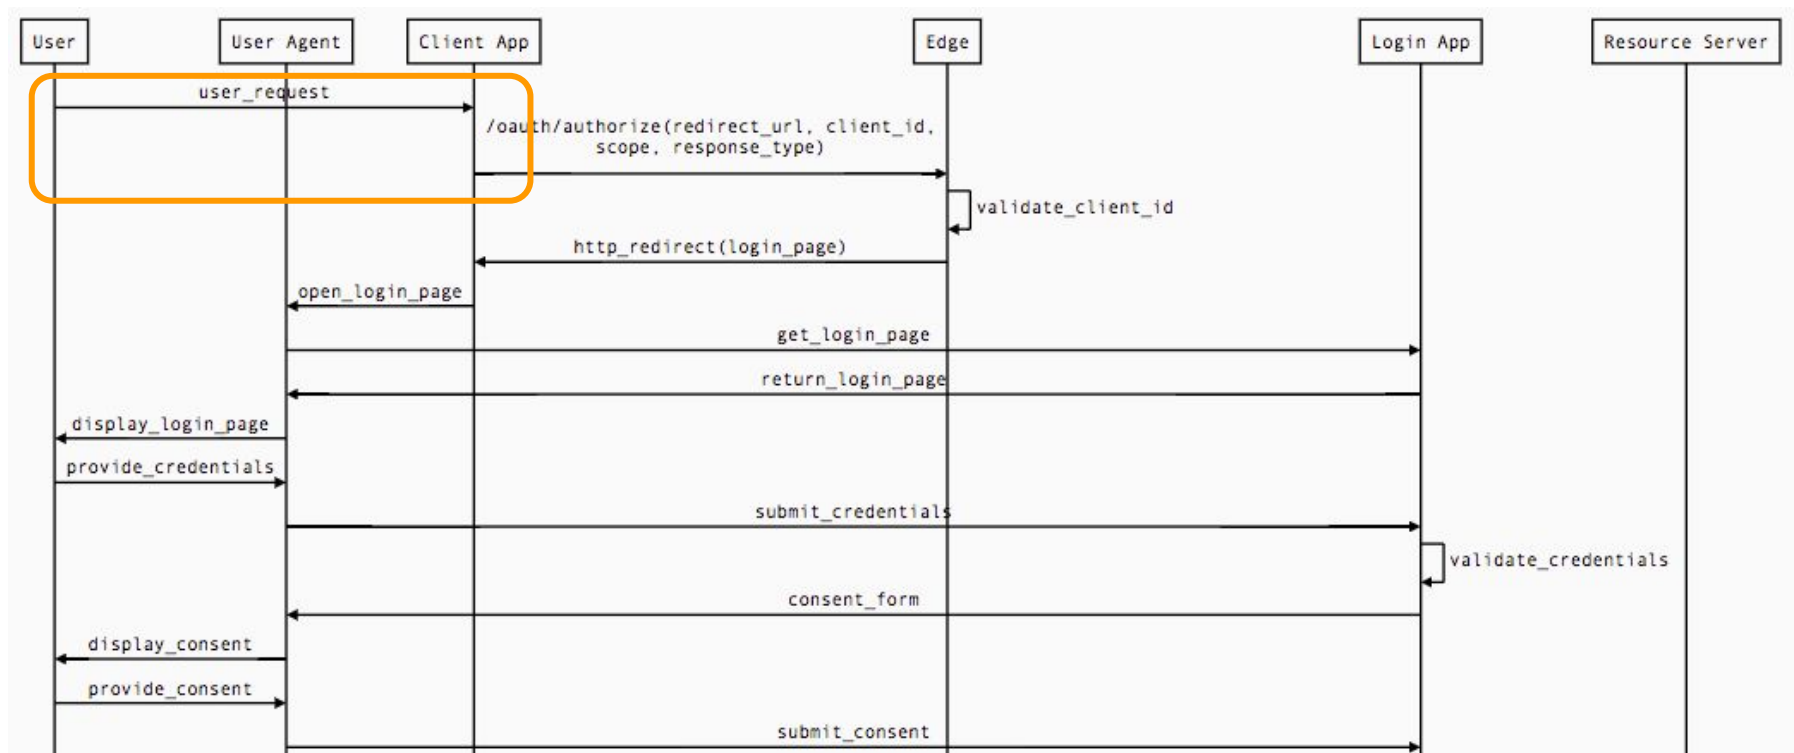 User
User Agent
Client App
Edge
Login App
Resource Server
user_request
/oauth/authorize(redirect_url, client_id,
scope, response_type)
validate_client_id
http_redirect(login_page)
open_login_page
get_login_page
return_login_page
display_login_page
provide_credentials
submit_credentials
validate_credentials
consent_form
display_consent
provide_consent
submit_consent